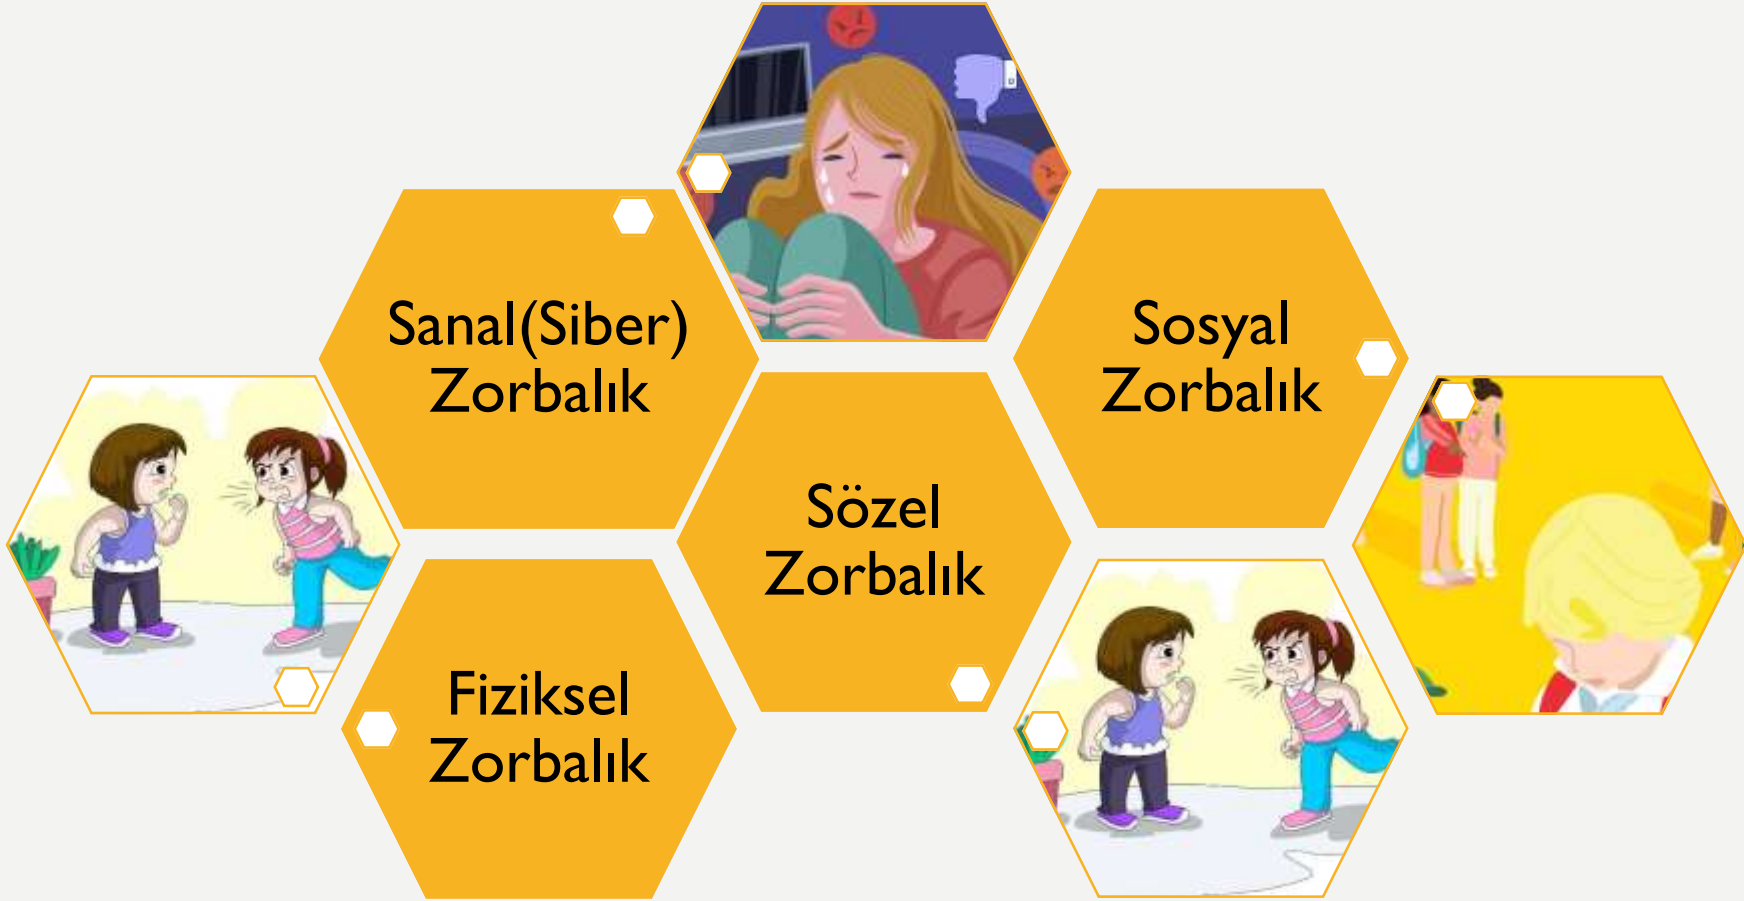 Sanal(Siber)
Zorbalık
Sosyal
Zorbalık
Sözel
Zorbalık
Fiziksel
Zorbalık